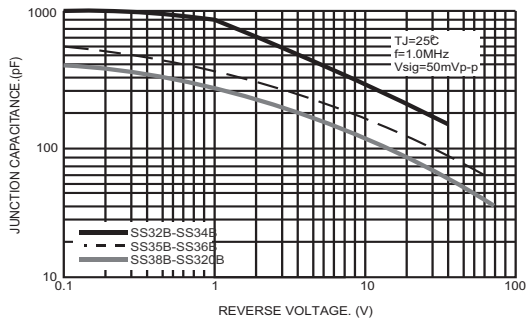 1000
TJ=25°C
f=1.0MHz
Vsig=50mVp-p
JUNCTION CAPACITANCE.(pF)
100
SS32B-SS34B
SS35B-SS36B
SS38B-SS320B
10
0.1
1
10
100
REVERSE VOLTAGE. (V)